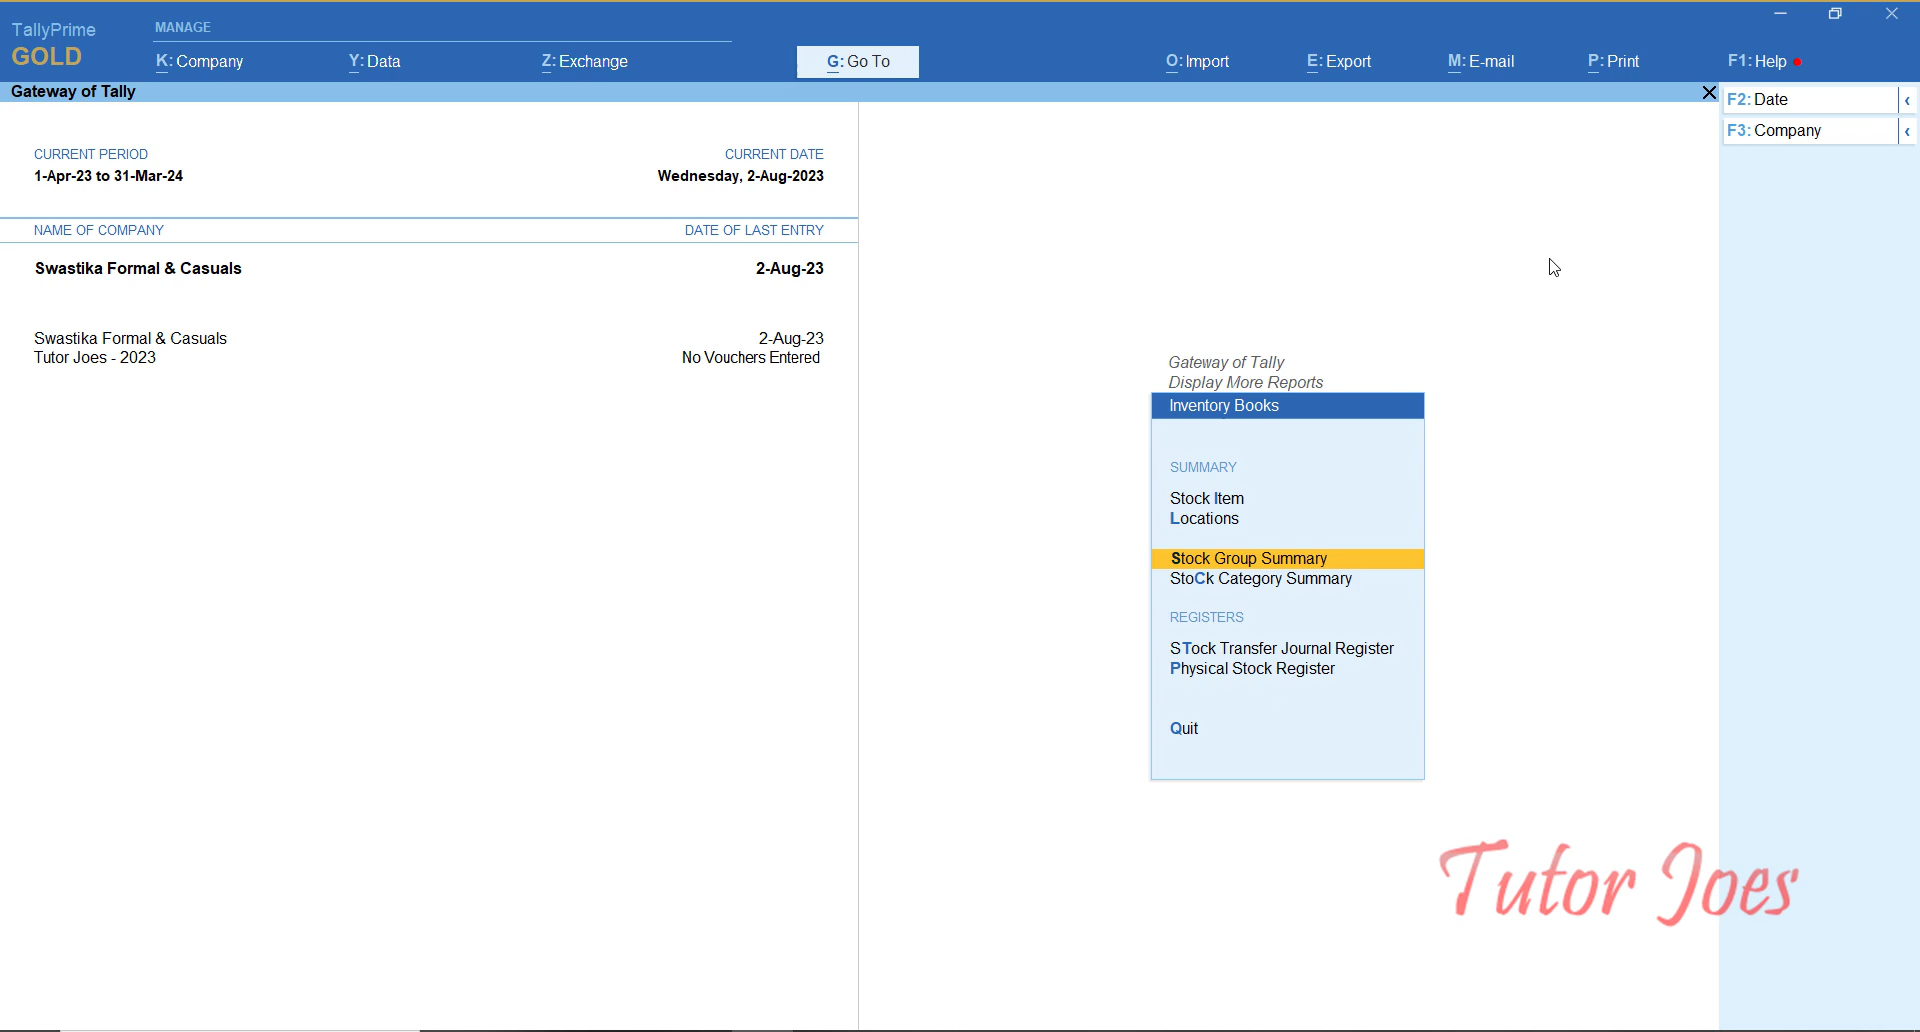 TallyPrime
GOLD
MANAGE
K: Company
Y: Data
Z: Exchange
G: Go To
O: Import
E: Export
M: E-mail
P: Print
F1: Help
Gateway of Tally
F2: Date
F3: Company
CURRENT PERIOD
CURRENT DATE
1-Apr-23 to 31-Mar-24
Wednesday, 2-Aug-2023
NAME OF COMPANY
DATE OF LAST ENTRY
Swastika Formal & Casuals
2-Aug-23
Swastika Formal & Casuals
2-Aug-23
Tutor Joes - 2023
No Vouchers Entered
Gateway of Tally
Display More Reports
Inventory Books
SUMMARY
Stock Item
Locations
Stock Group Summary
StoCk Category Summary
REGISTERS
STock Transfer Journal Register
Physical Stock Register
Quit
Tutor Joes